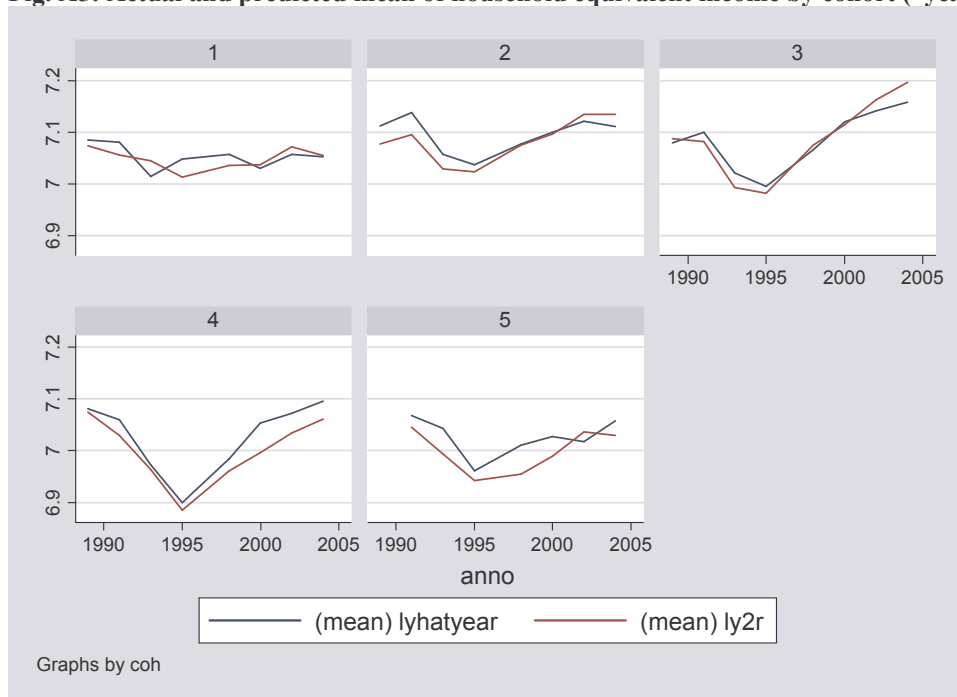 Actual and predicted mean of household equivalent income by cohort
1 2 3
7.2
7.1
7
6.9
1990 1995 2000 2005
4 5
7.2
7.1
7
6.9
1990 1995 2000 2005 1990 1995 2000 2005
anno
(mean) lyhatyear (mean) ly2r
Graphs by coh